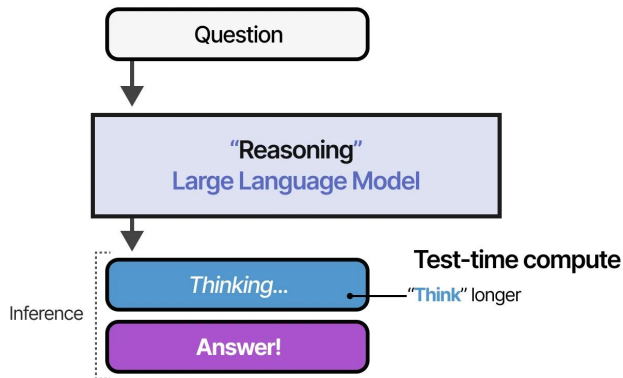 Question
“Reasoning”
Large Language Model
Test-time compute
Thinking...
“Think” longer
Inference
Answer!